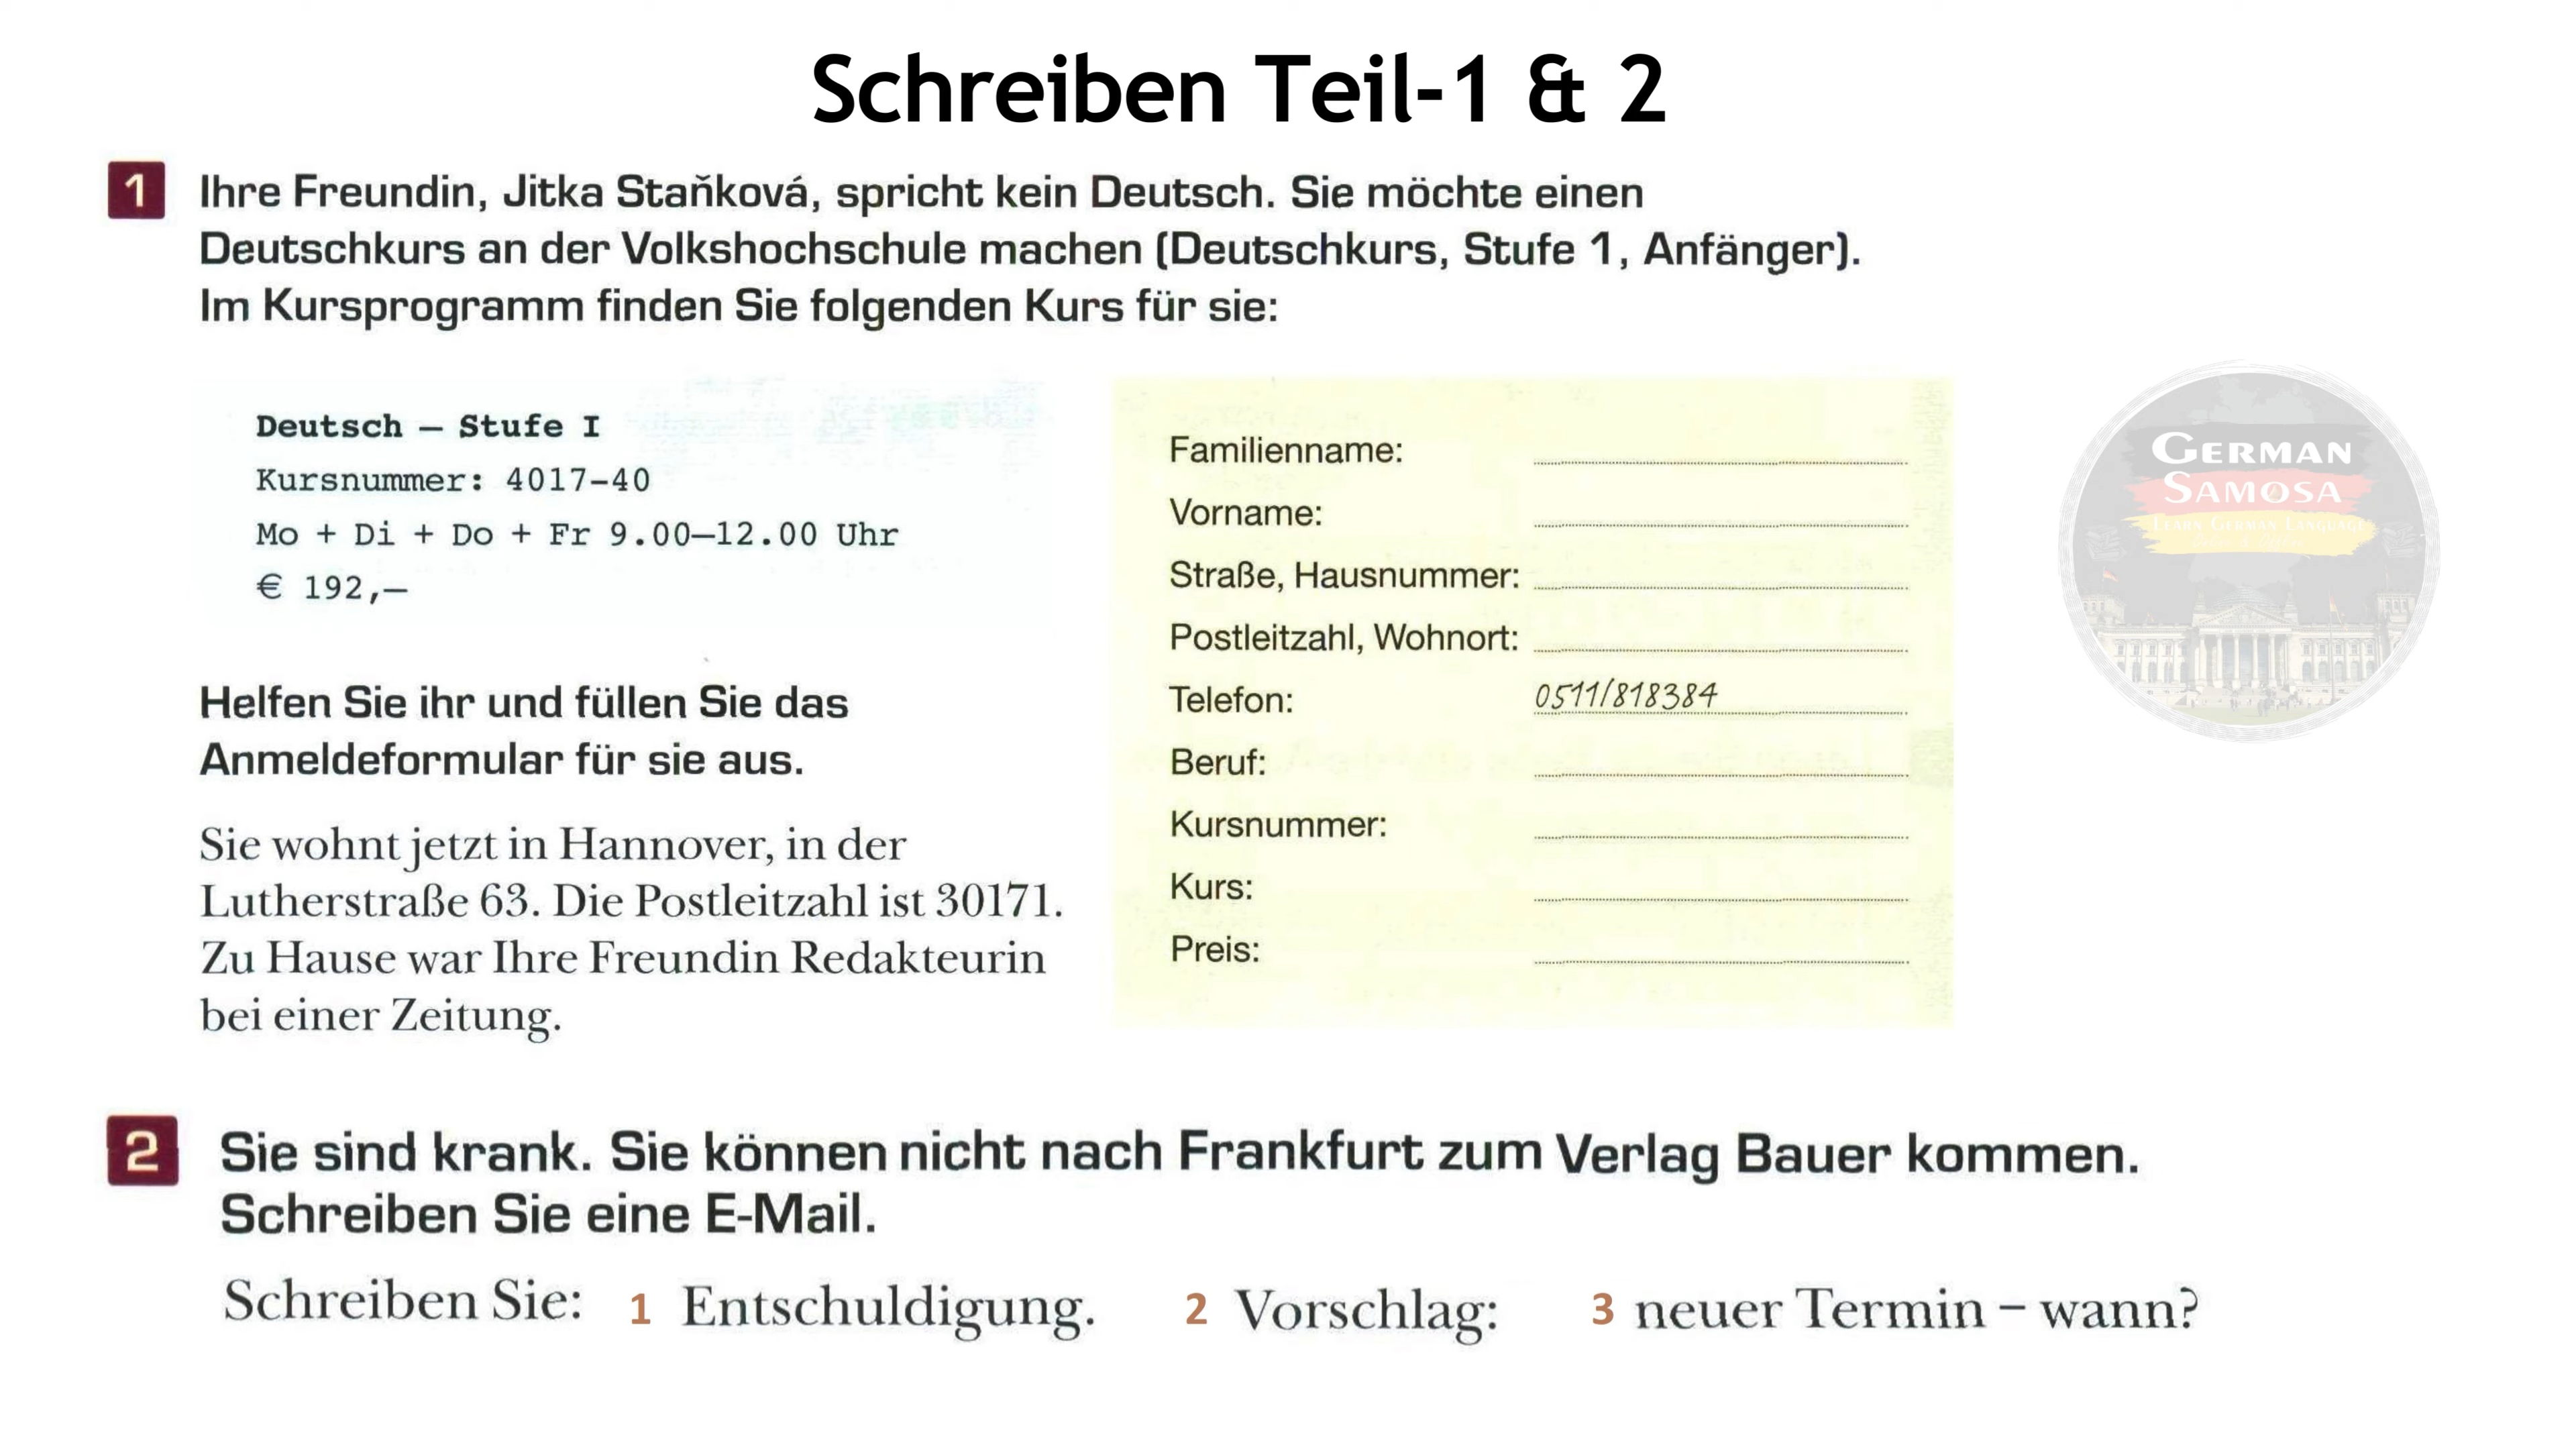 Schreiben Teil-1 & 2
1 Ihre Freundin, Jitka Staňková, spricht kein Deutsch. Sie möchte einen
Deutschkurs an der Volkshochschule machen (Deutschkurs, Stufe 1, Anfänger).
Im Kursprogramm finden Sie folgenden Kurs für sie:
Deutsch – Stufe I
Kursnummer: 4017-40
Mo + Di + Do + Fr 9.00–12.00 Uhr
€ 192,–
Helfen Sie ihr und füllen Sie das
Anmeldeformular für sie aus.
Sie wohnt jetzt in Hannover, in der
Lutherstraße 63. Die Postleitzahl ist 30171.
Zu Hause war Ihre Freundin Redakteurin
bei einer Zeitung.
Familienname:
Vorname:
Straße, Hausnummer:
Postleitzahl, Wohnort:
Telefon: 0511/818384
Beruf:
Kursnummer:
Kurs:
Preis:
GERMAN
SAMOSA
LEARN GERMAN LANGUAGE
2 Sie sind krank. Sie können nicht nach Frankfurt zum Verlag Bauer kommen.
Schreiben Sie eine E-Mail.
Schreiben Sie: 1 Entschuldigung. 2 Vorschlag: 3 neuer Termin – wann?